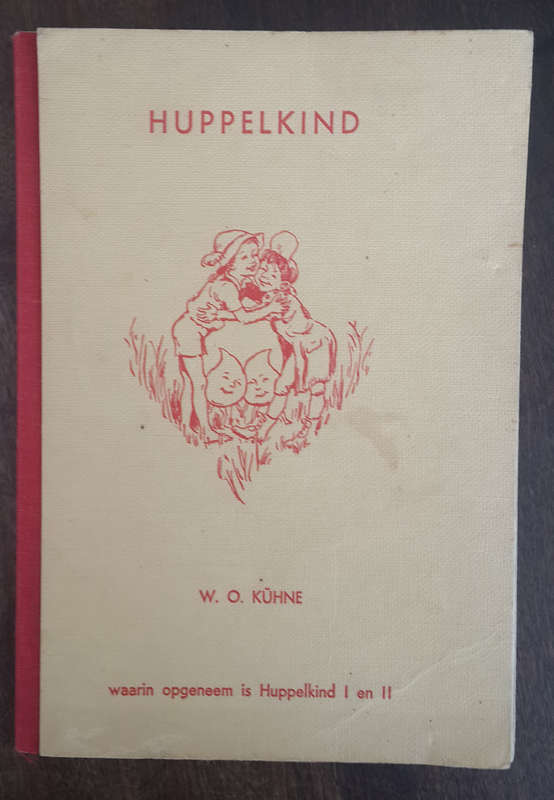 HUPPELKIND
W. O. KÜHNE
waarin opgeneem is Huppelkind I en II